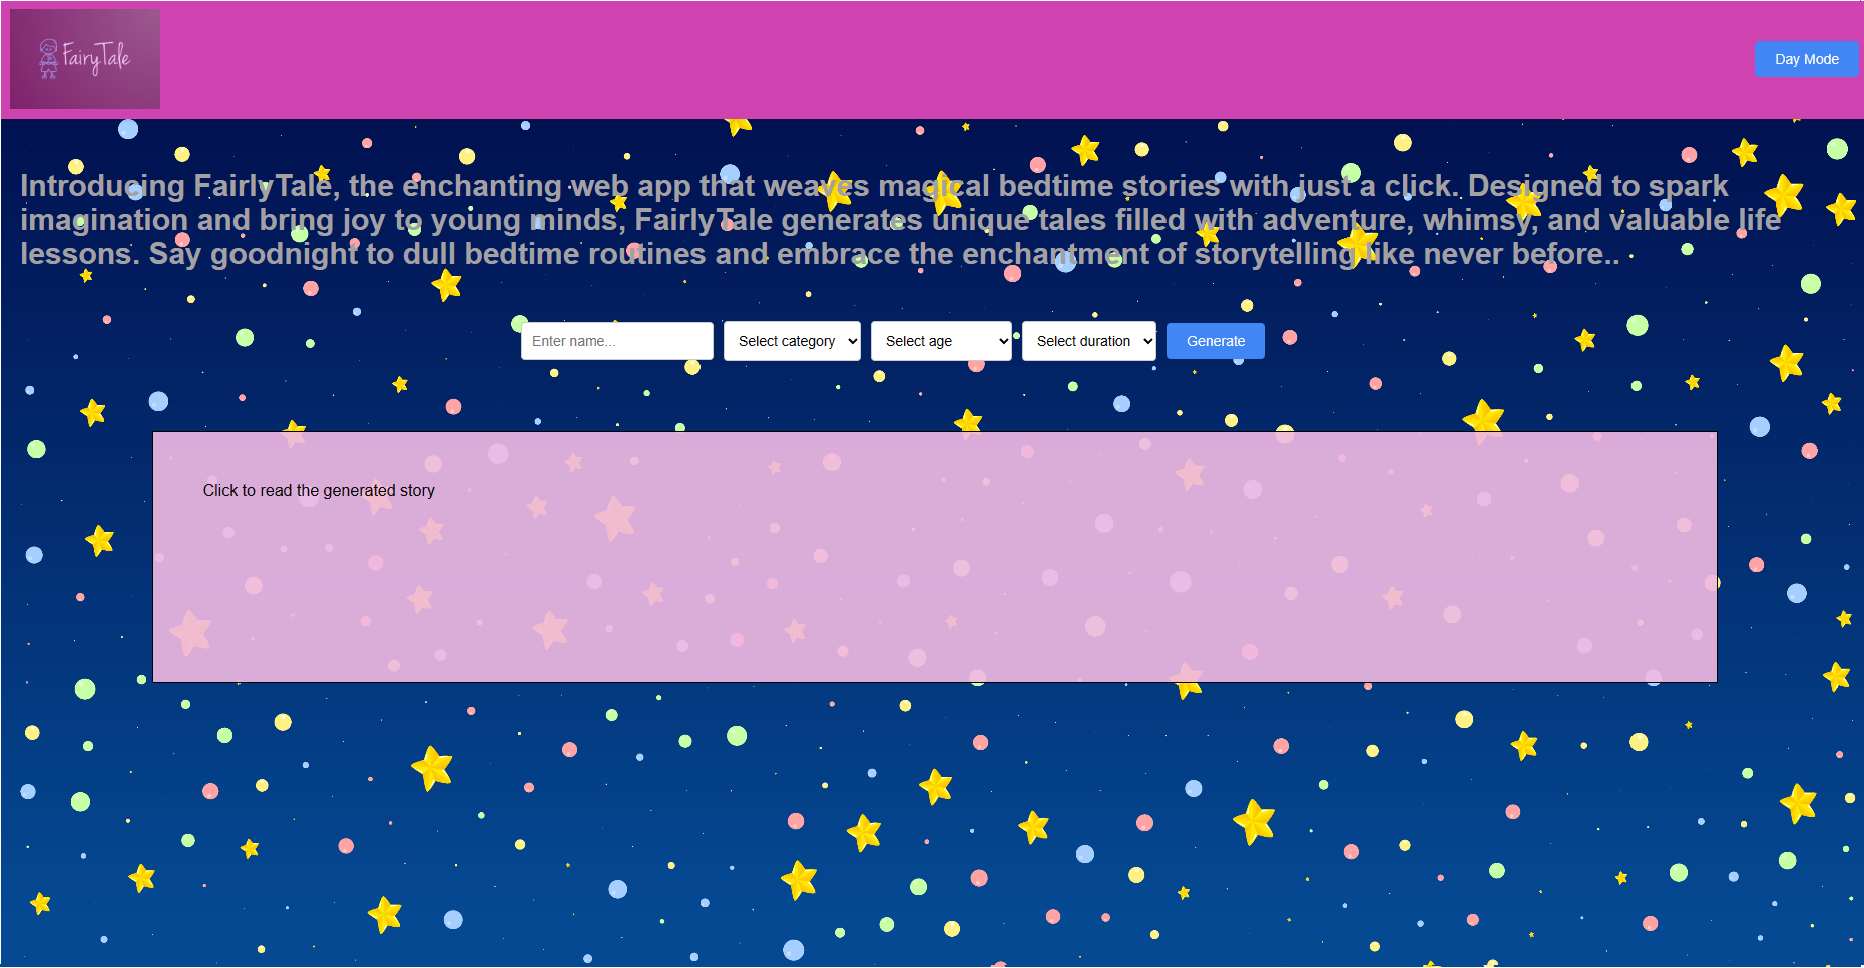 FairyTale
Day Mode
Introducing FairlyTale, the enchanting web app that weaves magical bedtime stories with just a click. Designed to spark
imagination and bring joy to young minds, FairlyTale generates unique tales filled with adventure, whimsy, and valuable life
lessons. Say goodnight to dull bedtime routines and embrace the enchantment of storytelling like never before..
Enter name... Select category Select age Select duration Generate
Click to read the generated story